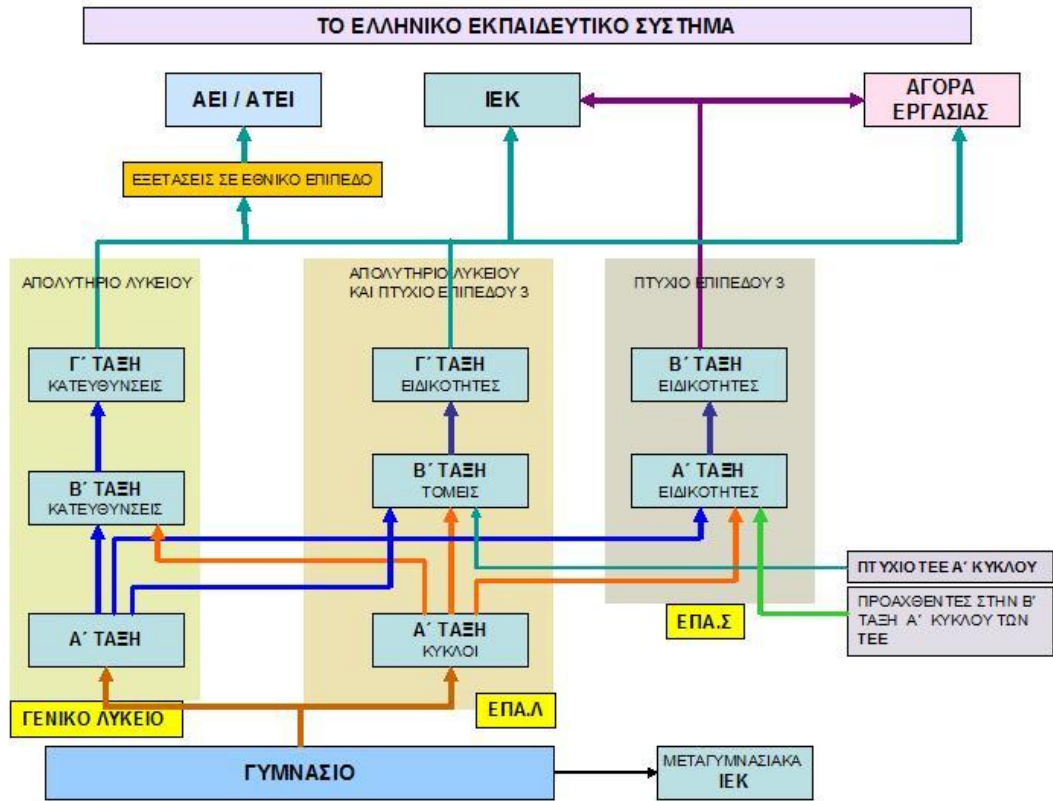 ΤΟ ΕΛΛΗΝΙΚΟ ΕΚΠΑΙΔΕΥΤΙΚΟ ΣΥΣΤΗΜΑ
ΑΕΙ / ΑΤΕΙ
ΙΕΚ
ΑΓΟΡΑ
ΕΡΓΑΣΙΑΣ
ΕΞΕΤΑΣΕΙΣ ΣΕ ΕΘΝΙΚΟ ΕΠΙΠΕΔΟ
ΑΠΟΛΥΤΗΡΙΟ ΛΥΚΕΙΟΥ
ΑΠΟΛΥΤΗΡΙΟ ΛΥΚΕΙΟΥ
ΚΑΙ ΠΤΥΧΙΟ ΕΠΙΠΕΔΟΥ 3
ΠΤΥΧΙΟ ΕΠΙΠΕΔΟΥ 3
Γ΄ ΤΑΞΗ
ΚΑΤΕΥΘΥΝΣΕΙΣ
Γ΄ ΤΑΞΗ
ΕΙΔΙΚΟΤΗΤΕΣ
Β΄ ΤΑΞΗ
ΕΙΔΙΚΟΤΗΤΕΣ
Β΄ ΤΑΞΗ
ΚΑΤΕΥΘΥΝΣΕΙΣ
Β΄ ΤΑΞΗ
ΤΟΜΕΙΣ
Α΄ ΤΑΞΗ
ΕΙΔΙΚΟΤΗΤΕΣ
ΠΤΥΧΙΟ ΤΕΕ Α΄ ΚΥΚΛΟΥ
ΠΡΟΑΧΘΕΝΤΕΣ ΣΤΗΝ Β΄
ΤΑΞΗ Α΄ ΚΥΚΛΟΥ ΤΩΝ
ΤΕΕ
Α΄ ΤΑΞΗ
Α΄ ΤΑΞΗ
ΚΥΚΛΟΙ
ΕΠΑ.Σ
ΓΕΝΙΚΟ ΛΥΚΕΙΟ
ΕΠΑ.Λ
ΓΥΜΝΑΣΙΟ
ΜΕΤΑΓΥΜΝΑΣΙΑΚΑ
ΙΕΚ